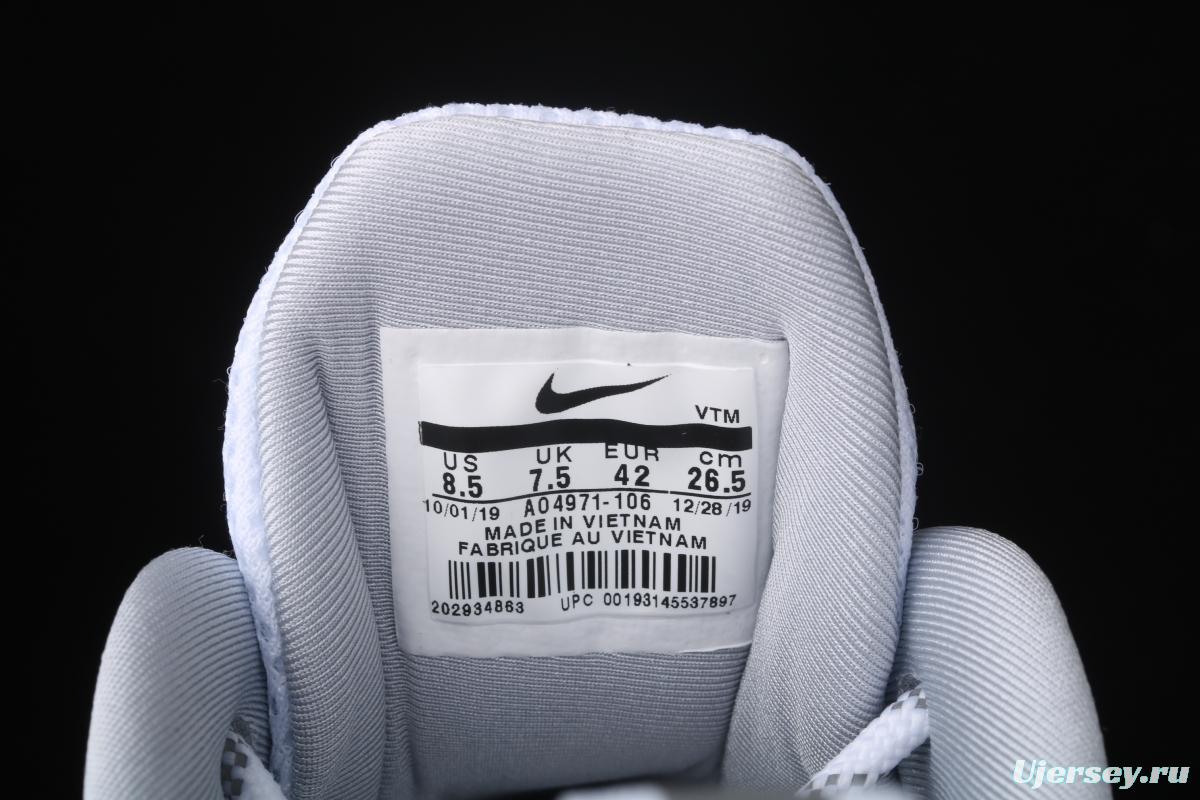 VTM
US UK EUR cm
8.5 7.5 42 26.5
10/01/19 AO4971-106 12/28/19
MADE IN VIETNAM
FABRIQUE AU VIETNAM
202934863 UPC 00193145537897
Ujersey.ru